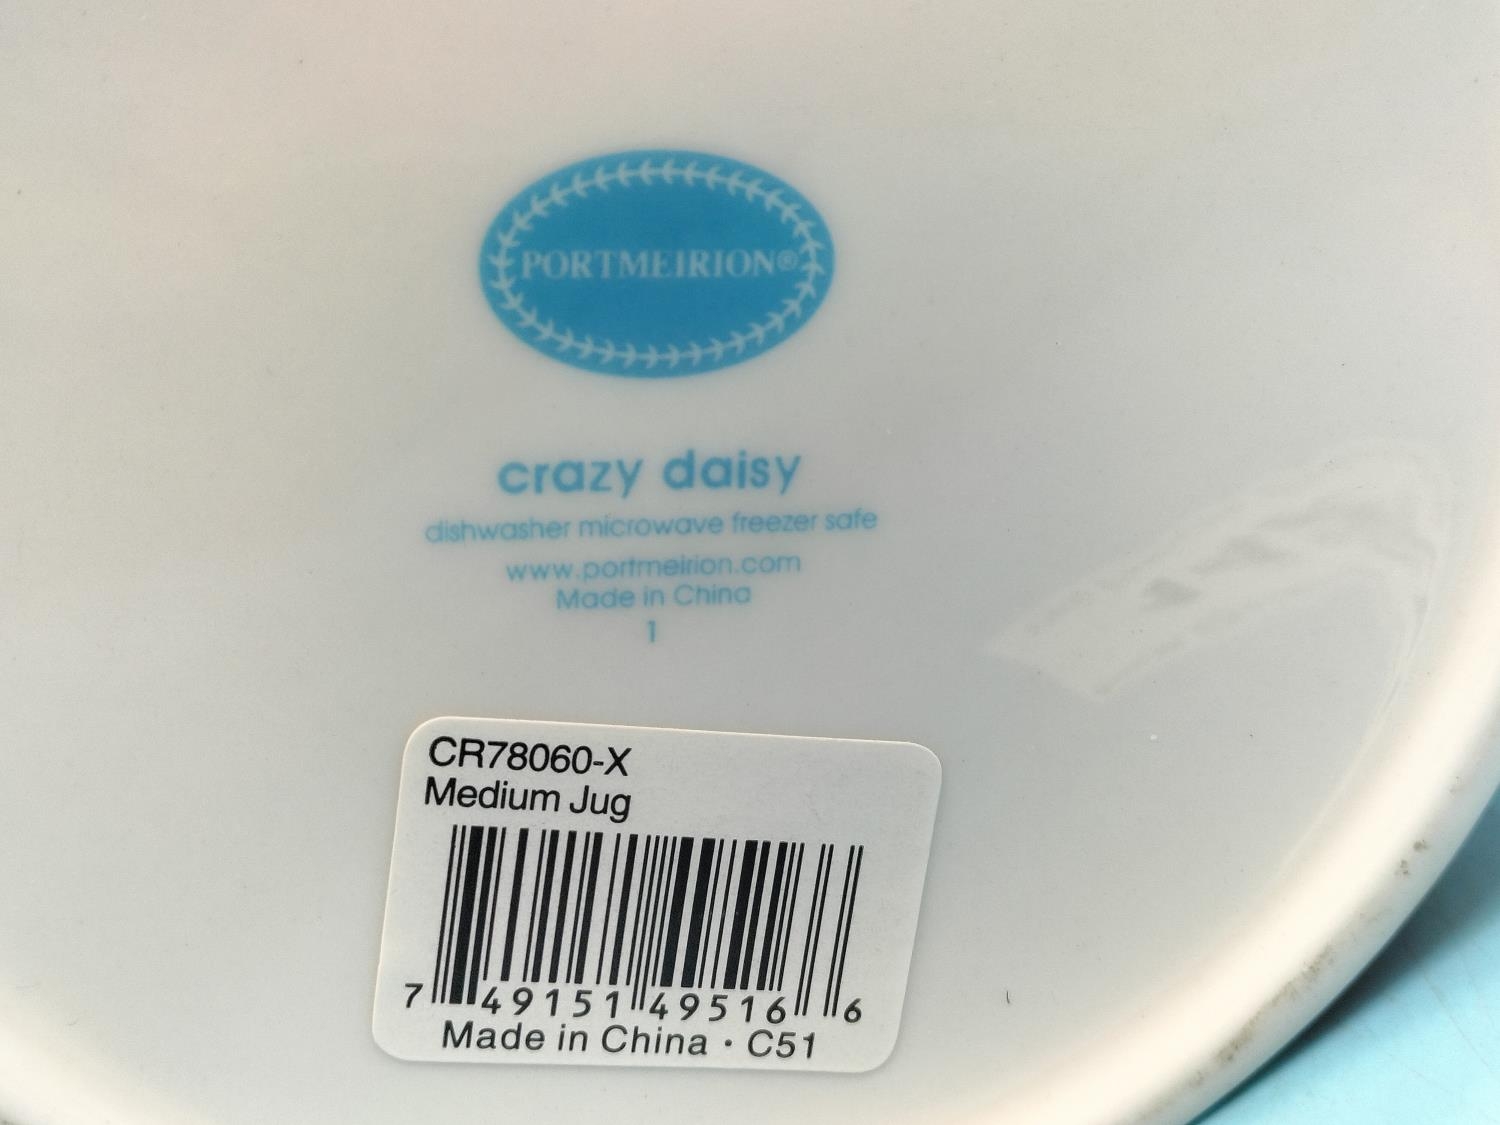 PORTMEIRION®
crazy daisy
dishwasher microwave freezer safe
www.portmeirion.com
Made in China
1
CR78060-X
Medium Jug
7 49151 49516 6
Made in China · C51